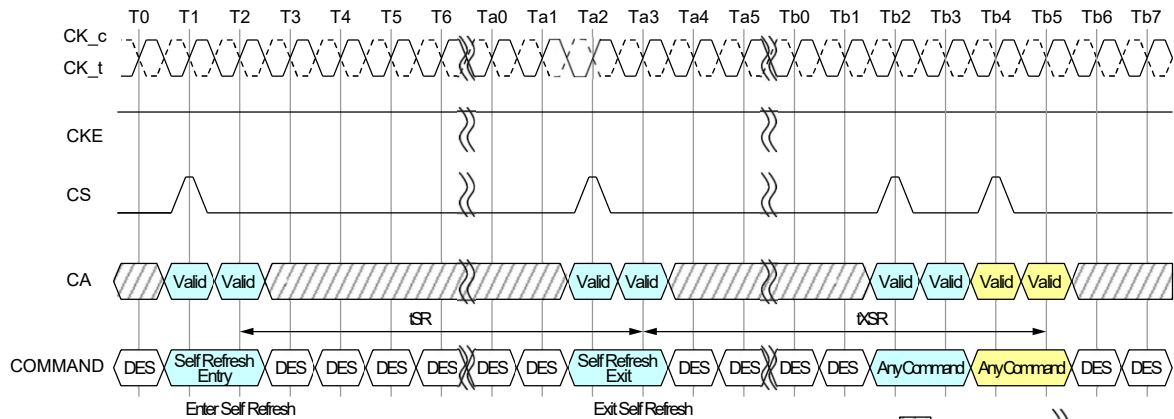 T0 T1 T2 T3 T4 T5 T6 Ta0 Ta1 Ta2 Ta3 Ta4 Ta5 Tb0 Tb1 Tb2 Tb3 Tb4 Tb5 Tb6 Tb7
CK_c
CK_t
CKE
CS
CA Valid Valid Valid Valid Valid Valid Valid Valid
tSR tXSR
COMMAND DES Self Refresh Entry DES DES DES DES DES DES Self Refresh Exit DES DES DES DES Any Command Any Command DES DES
Enter Self Refresh Exit Self Refresh